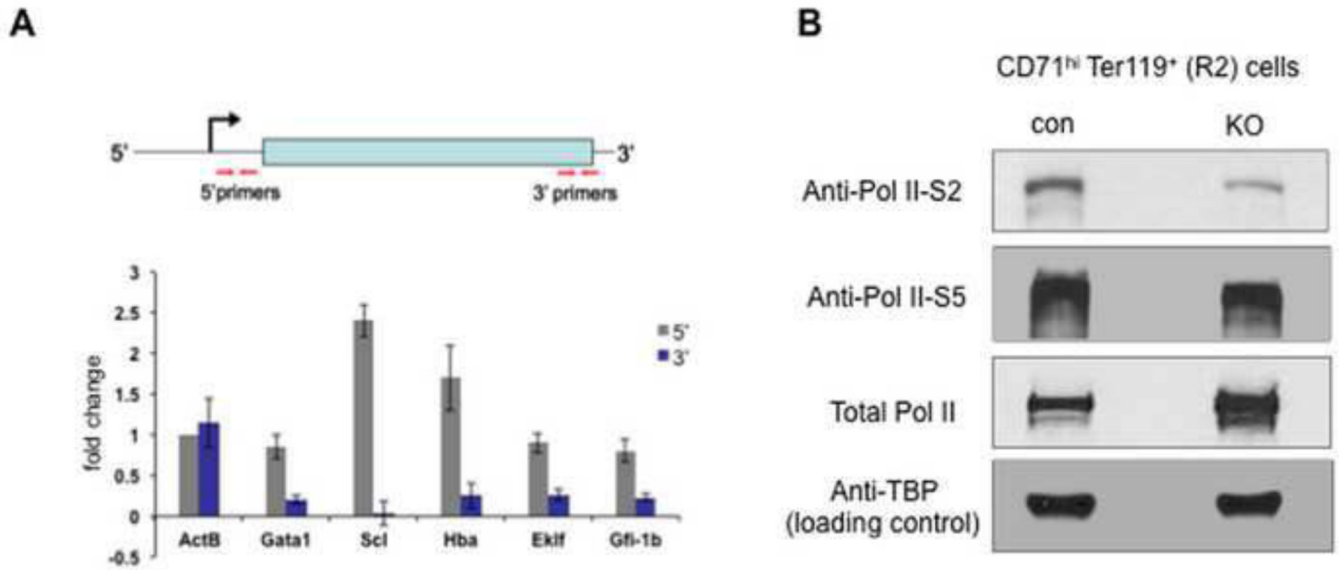 A
5'
3'
5'primers
3' primers
fold change
3
2.5
2
1.5
1
0.5
0
-0.5
5'
3'
ActB
Gata1
Scl
Hba
Eklf
Gfi-1b
B
CD71ʰⁱ Ter119⁺ (R2) cells
con
KO
Anti-Pol II-S2
Anti-Pol II-S5
Total Pol II
Anti-TBP
(loading control)